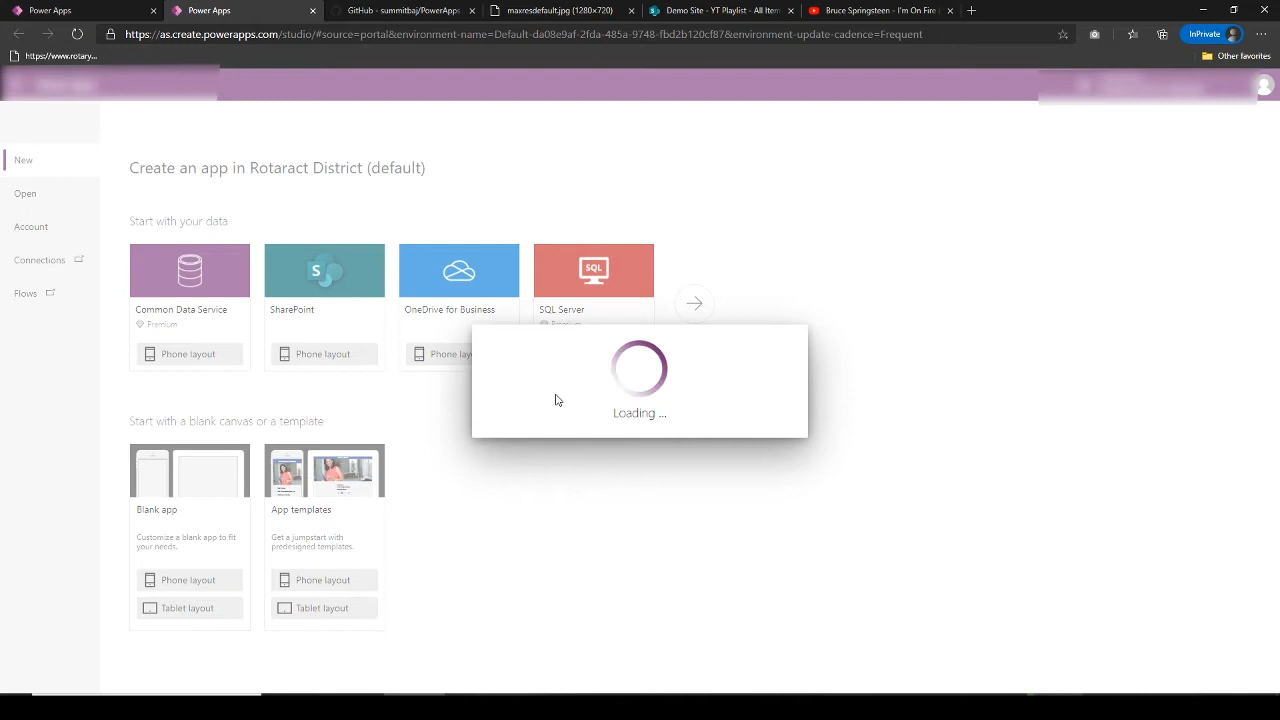 Power Apps
Power Apps
GitHub - summitbaj/PowerApps
maxresdefault.jpg (1280×720)
Demo Site - YT Playlist - All Item
Bruce Springsteen - I'm On Fire (
https://as.create.powerapps.com/studio/#source=portal&environment-name=Default-da08e9af-2fda-485a-9748-fbd2b120cf87&environment-update-cadence=Frequent
InPrivate
https://www.rotary...
Other favorites
New
Open
Account
Connections
Flows
Create an app in Rotaract District (default)
Start with your data
SQL
Common Data Service
SharePoint
OneDrive for Business
SQL Server
Premium
Premium
Phone layout
Phone layout
Phone layo
Loading ...
Start with a blank canvas or a template
Blank app
App templates
Customize a blank app to fit
your needs.
Get a jumpstart with
predesigned templates.
Phone layout
Phone layout
Tablet layout
Tablet layout